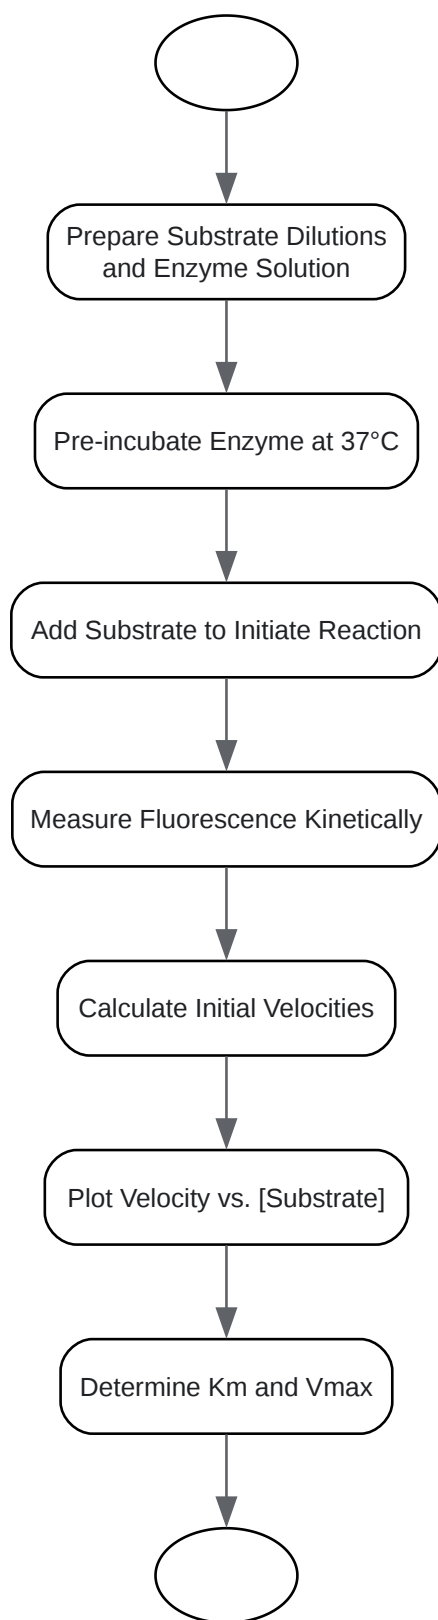 Prepare Substrate Dilutions
and Enzyme Solution
Pre-incubate Enzyme at 37°C
Add Substrate to Initiate Reaction
Measure Fluorescence Kinetically
Calculate Initial Velocities
Plot Velocity vs. [Substrate]
Determine Km and Vmax